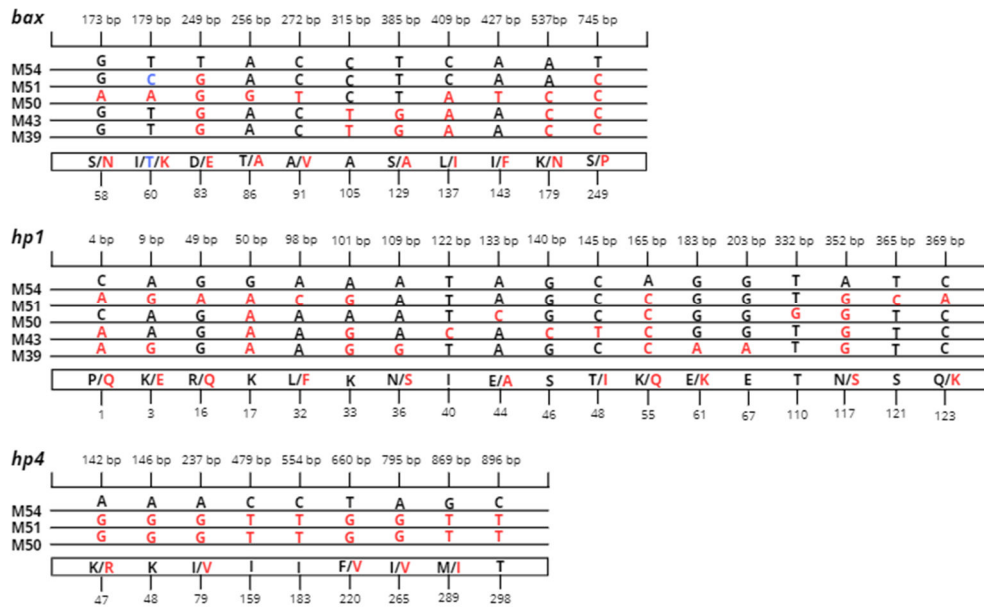 bax 173 bp 179 bp 249 bp 256 bp 272 bp 315 bp 385 bp 409 bp 427 bp 537bp 745 bp
M54 G T T A C C T C A A T
M51 G C G A C C T C A A C
M50 A A G G T C T A T C C
M43 G T G A C T G A A C C
M39 G T G A C T G A A C C
S/N I/T/K D/E T/A A/V A S/A L/I I/F K/N S/P
58 60 83 86 91 105 129 137 143 179 249
hp1 4 bp 9 bp 49 bp 50 bp 98 bp 101 bp 109 bp 122 bp 133 bp 140 bp 145 bp 165 bp 183 bp 203 bp 332 bp 352 bp 365 bp 369 bp
M54 C A G G A A A T A G C A G G T A T C
M51 A G A A C G A T A G C C G G T G C A
M50 C A G A A A A T C G C C G G G G T C
M43 A A G A A G A C A C T C G G T G T C
M39 A G G A A G G T A G C C A A T G T C
P/Q K/E R/Q K L/F K N/S I E/A S T/I K/Q E/K E T N/S S Q/K
1 3 16 17 32 33 36 40 44 46 48 55 61 67 110 117 121 123
hp4 142 bp 146 bp 237 bp 479 bp 554 bp 660 bp 795 bp 869 bp 896 bp
M54 A A A C C T A G C
M51 G G G T T G G T T
M50 G G G T T G G T T
K/R K I/V I I F/V I/V M/I T
47 48 79 159 183 220 265 289 298